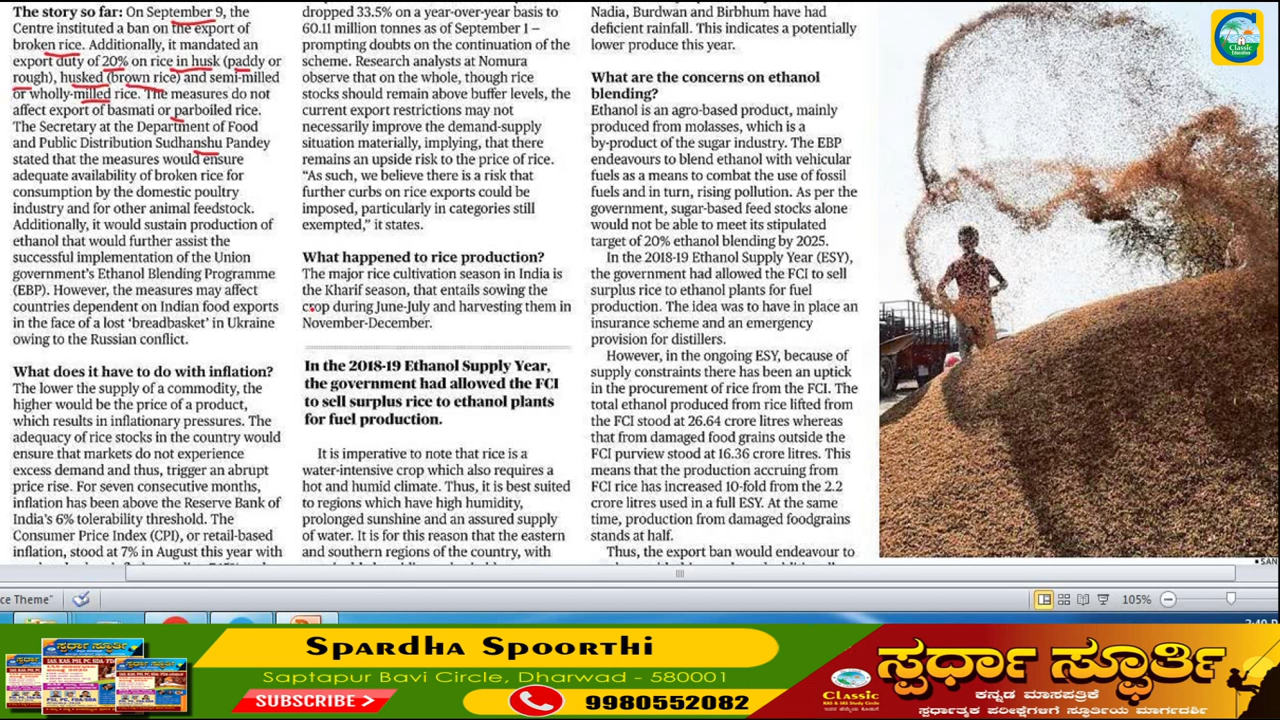 The story so far: On September 9, the
Centre instituted a ban on the export of
broken rice. Additionally, it mandated an
export duty of 20% on rice in husk (paddy or
rough), husked (brown rice) and semi-milled
or wholly-milled rice. The measures do not
affect export of basmati or parboiled rice.
The Secretary at the Department of Food
and Public Distribution Sudhanshu Pandey
stated that the measures would ensure
adequate availability of broken rice for
consumption by the domestic poultry
industry and for other animal feedstock.
Additionally, it would sustain production of
ethanol that would further assist the
successful implementation of the Union
government's Ethanol Blending Programme
(EBP). However, the measures may affect
countries dependent on Indian food exports
in the face of a lost 'breadbasket' in Ukraine
owing to the Russian conflict.
What does it have to do with inflation?
The lower the supply of a commodity, the
higher would be the price of a product,
which results in inflationary pressures. The
adequacy of rice stocks in the country would
ensure that markets do not experience
excess demand and thus, trigger an abrupt
price rise. For seven consecutive months,
inflation has been above the Reserve Bank of
India's 6% tolerability threshold. The
Consumer Price Index (CPI), or retail-based
inflation, stood at 7% in August this year with
dropped 33.5% on a year-over-year basis to
60.11 million tonnes as of September 1 –
prompting doubts on the continuation of the
scheme. Research analysts at Nomura
observe that on the whole, though rice
stocks should remain above buffer levels, the
current export restrictions may not
necessarily improve the demand-supply
situation materially, implying, that there
remains an upside risk to the price of rice.
"As such, we believe there is a risk that
further curbs on rice exports could be
imposed, particularly in categories still
exempted," it states.
What happened to rice production?
The major rice cultivation season in India is
the Kharif season, that entails sowing the
crop during June-July and harvesting them in
November-December.
In the 2018-19 Ethanol Supply Year,
the government had allowed the FCI
to sell surplus rice to ethanol plants
for fuel production.
It is imperative to note that rice is a
water-intensive crop which also requires a
hot and humid climate. Thus, it is best suited
to regions which have high humidity,
prolonged sunshine and an assured supply
of water. It is for this reason that the eastern
and southern regions of the country, with
Nadia, Burdwan and Birbhum have had
deficient rainfall. This indicates a potentially
lower produce this year.
What are the concerns on ethanol
blending?
Ethanol is an agro-based product, mainly
produced from molasses, which is a
by-product of the sugar industry. The EBP
endeavours to blend ethanol with vehicular
fuels as a means to combat the use of fossil
fuels and in turn, rising pollution. As per the
government, sugar-based feed stocks alone
would not be able to meet its stipulated
target of 20% ethanol blending by 2025.
In the 2018-19 Ethanol Supply Year (ESY),
the government had allowed the FCI to sell
surplus rice to ethanol plants for fuel
production. The idea was to have in place an
insurance scheme and an emergency
provision for distillers.
However, in the ongoing ESY, because of
supply constraints there has been an uptick
in the procurement of rice from the FCI. The
total ethanol produced from rice lifted from
the FCI stood at 26.64 crore litres whereas
that from damaged food grains outside the
FCI purview stood at 16.36 crore litres. This
means that the production accruing from
FCI rice has increased 10-fold from the 2.2
crore litres used in a full ESY. At the same
time, production from damaged foodgrains
stands at half.
Thus, the export ban would endeavour to
Classic
Education
ce Theme"
105%
Spardha Spoorthi
Saptapur Bavi Circle, Dharwad - 580001
SUBSCRIBE >
9980552082
Classic
ಸ್ಪರ್ಧಾ ಸ್ಫೂರ್ತಿ
ಕನ್ನಡ ಮಾಸಪತ್ರಿಕೆ
ಸ್ಪರ್ಧಾತ್ಮಕ ಪರೀಕ್ಷೆಗಳಿಗೆ ಸ್ಫೂರ್ತಿಯ ಮಾರ್ಗದರ್ಶಿ